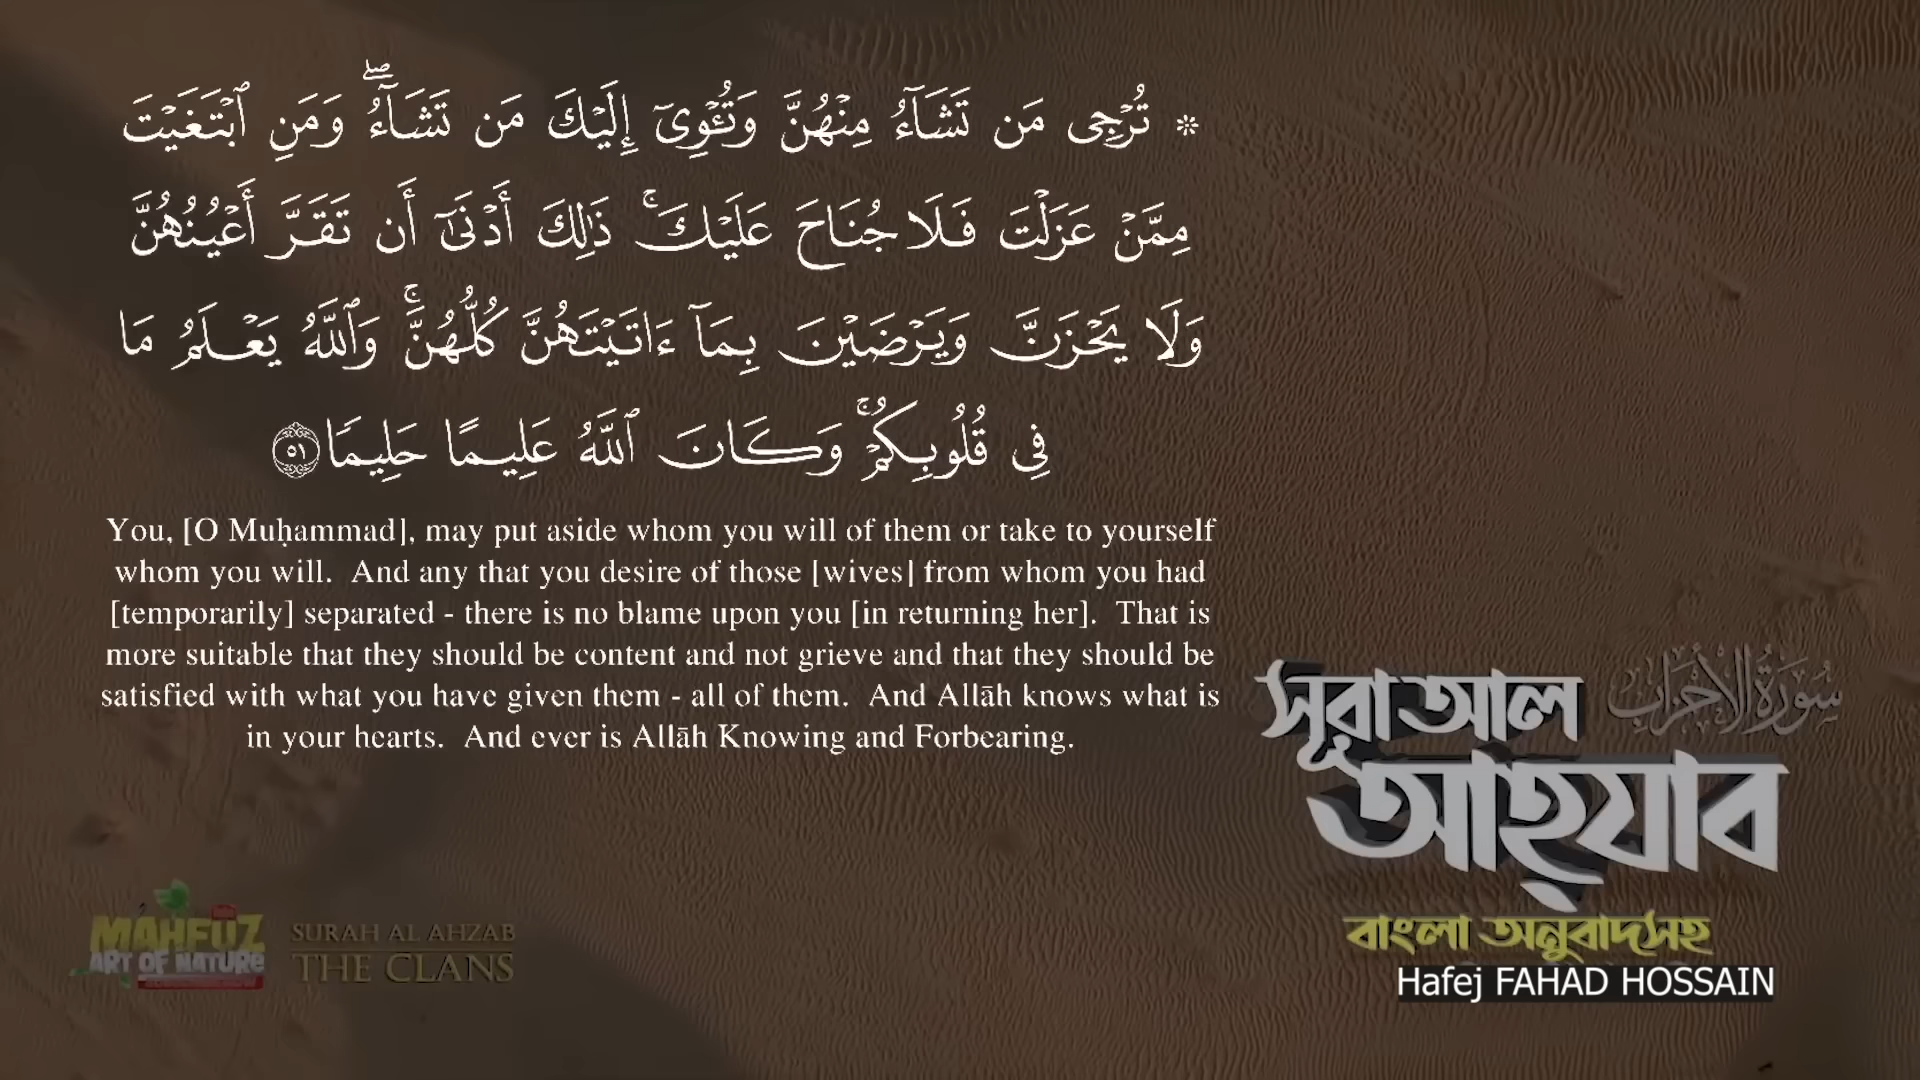 ۞ تُرْجِى مَن تَشَآءُ مِنْهُنَّ وَتُـْٔوِىٓ إِلَيْكَ مَن تَشَآءُ ۖ وَمَنِ ٱبْتَغَيْتَ
مِمَّنْ عَزَلْتَ فَلَا جُنَاحَ عَلَيْكَ ۚ ذَٰلِكَ أَدْنَىٰٓ أَن تَقَرَّ أَعْيُنُهُنَّ
وَلَا يَحْزَنَّ وَيَرْضَيْنَ بِمَآ ءَاتَيْتَهُنَّ كُلُّهُنَّ ۚ وَٱللَّهُ يَعْلَمُ مَا
فِى قُلُوبِكُمْ ۚ وَكَانَ ٱللَّهُ عَلِيمًا حَلِيمًا ٥١
You, [O Muḥammad], may put aside whom you will of them or take to yourself
whom you will. And any that you desire of those [wives] from whom you had
[temporarily] separated - there is no blame upon you [in returning her]. That is
more suitable that they should be content and not grieve and that they should be
satisfied with what you have given them - all of them. And Allāh knows what is
in your hearts. And ever is Allāh Knowing and Forbearing.
সূরা আল
سُورَةُ الأَحْزَابِ
আহযাব
বাংলা অনুবাদসহ
Hafej FAHAD HOSSAIN
MAHFUZ
ART OF NATURE
SURAH AL AHZAB
THE CLANS